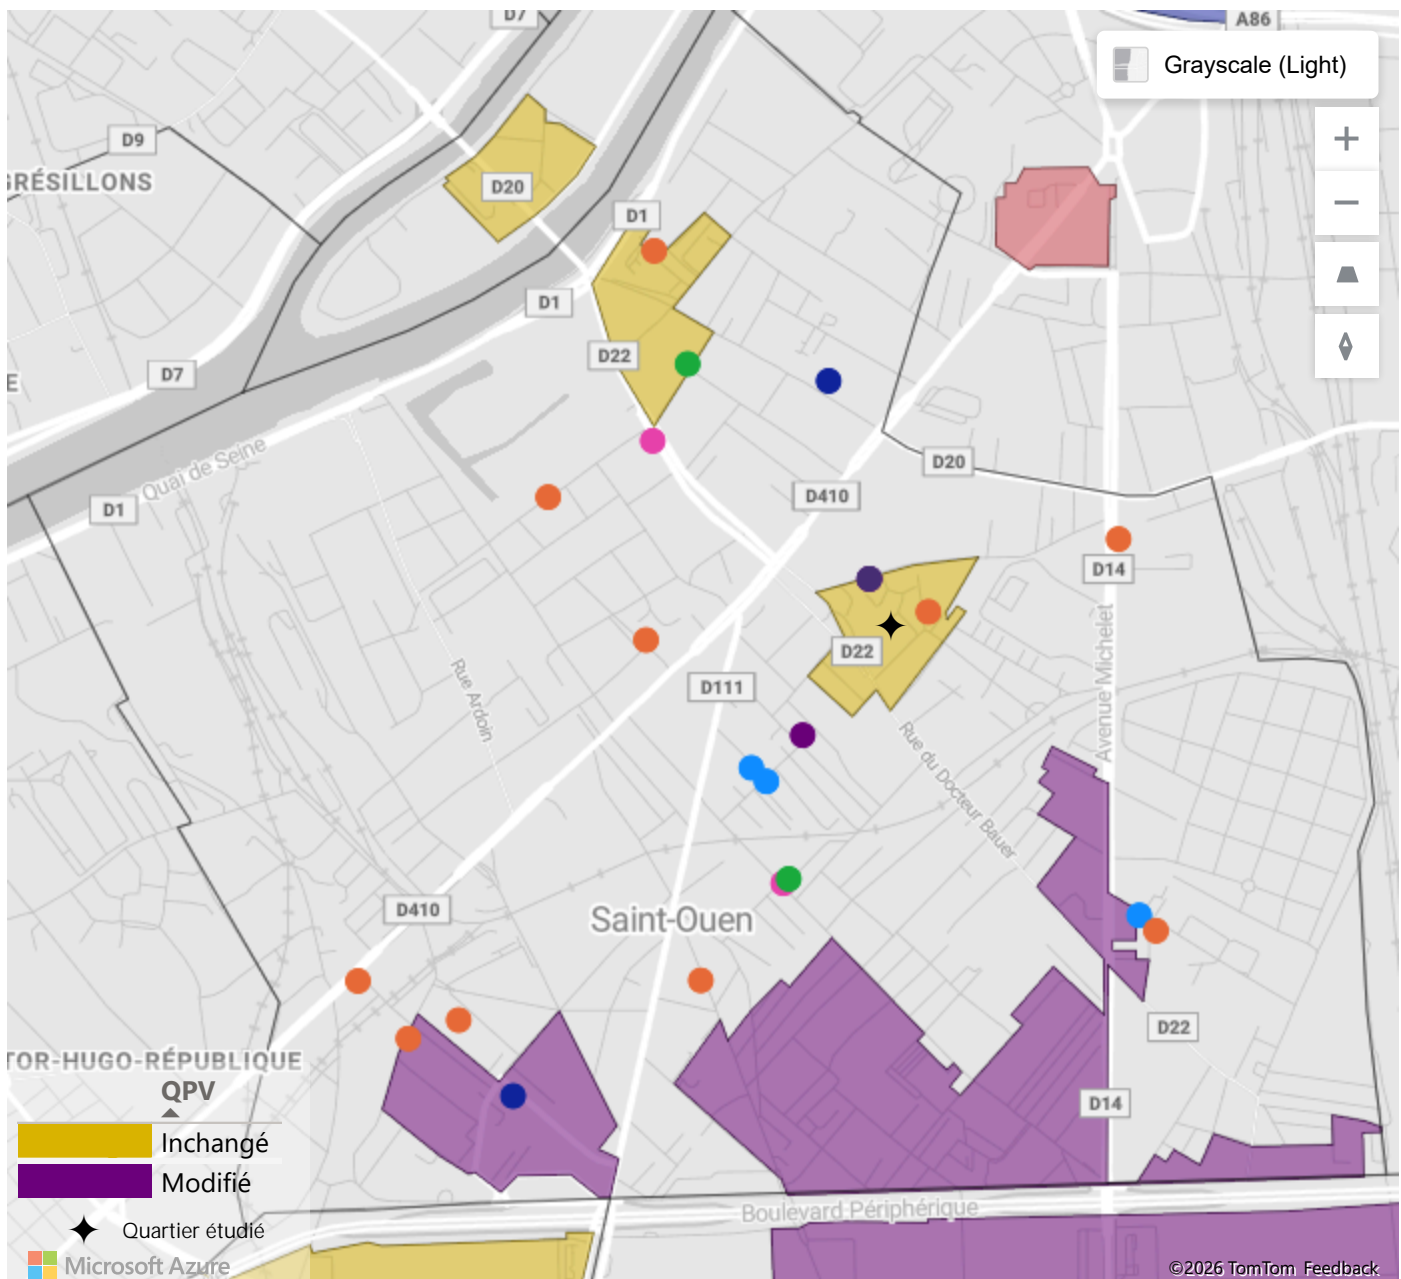 D7
A86
Grayscale (Light)
D9
GRÉSILLONS
D20
D1
D1
D22
E
D7
D20
Quai de Seine
D410
D1
D14
D22
Avenue Michelet
Rue Ardoin
D111
Rue du Docteur Bauer
D410
Saint-Ouen
D22
TOR-HUGO-RÉPUBLIQUE
QPV
D14
Inchangé
Modifié
Boulevard Périphérique
Quartier étudié
Microsoft Azure
©2026 TomTom Feedback